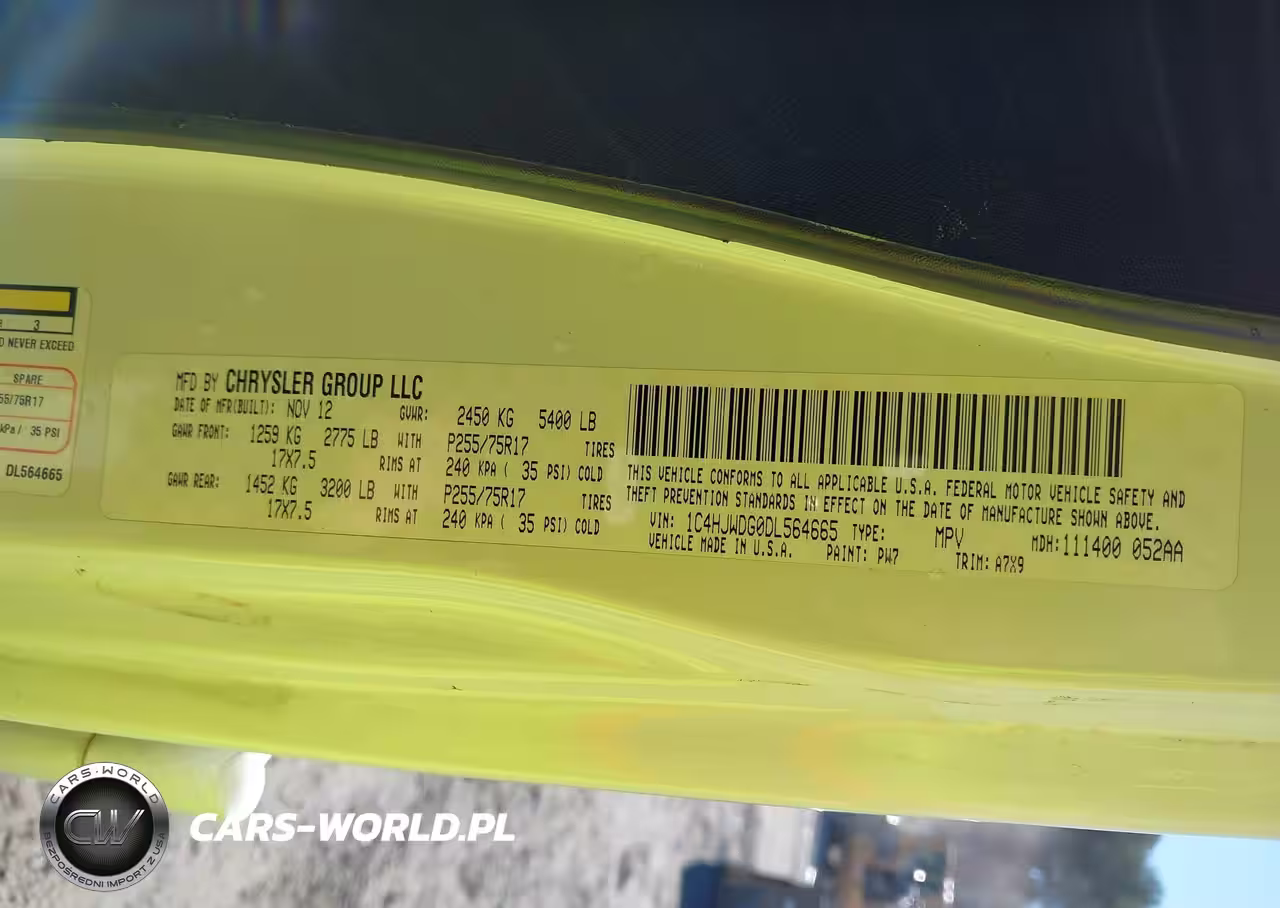 3
D NEVER EXCEED
SPARE
55/75R17
kPa / 35 PSI
DL564665
MFD BY CHRYSLER GROUP LLC
DATE OF MFR(BUILT): NOV 12 GVWR: 2450 KG 5400 LB
GAWR FRONT: 1259 KG 2775 LB WITH P255/75R17 TIRES
17X7.5 RIMS AT 240 KPA ( 35 PSI) COLD
GAWR REAR: 1452 KG 3200 LB WITH P255/75R17 TIRES
17X7.5 RIMS AT 240 KPA ( 35 PSI) COLD
THIS VEHICLE CONFORMS TO ALL APPLICABLE U.S.A. FEDERAL MOTOR VEHICLE SAFETY AND
THEFT PREVENTION STANDARDS IN EFFECT ON THE DATE OF MANUFACTURE SHOWN ABOVE.
VIN: 1C4HJWDG0DL564665 TYPE: MPV MDH:111400 052AA
VEHICLE MADE IN U.S.A. PAINT: PW7 TRIM: A7X9
CARS-WORLD
CW
BEZPOŚREDNI IMPORT Z USA
CARS-WORLD.PL